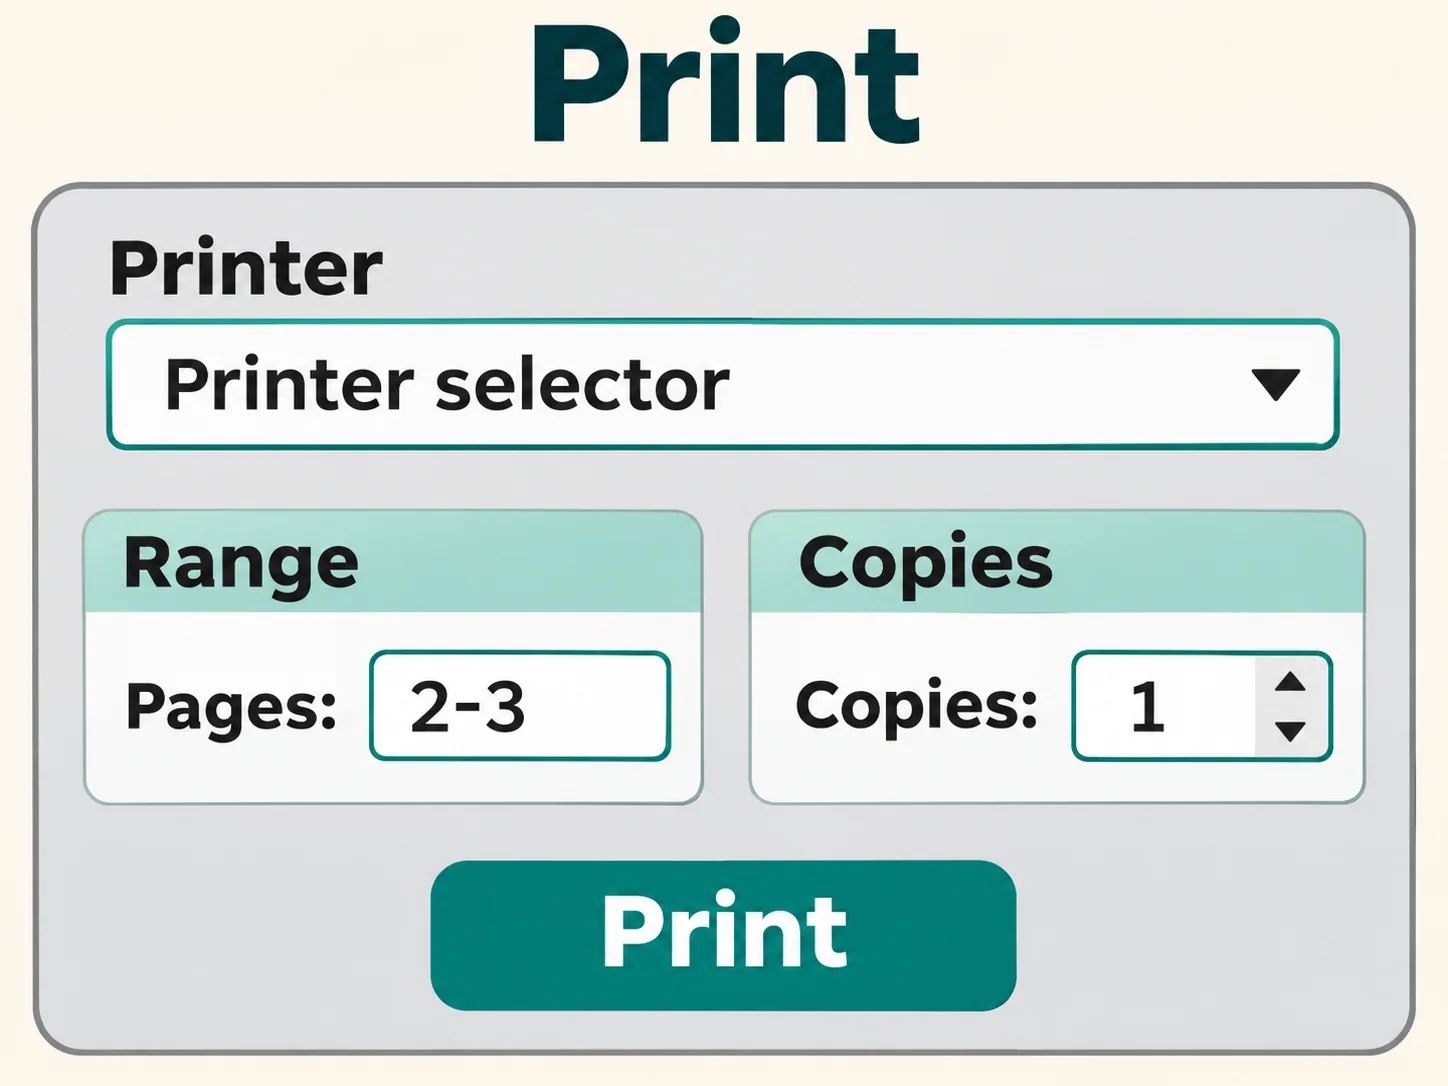 Print
Printer
Printer selector
Range
Pages: 2-3
Copies
Copies: 1
Print